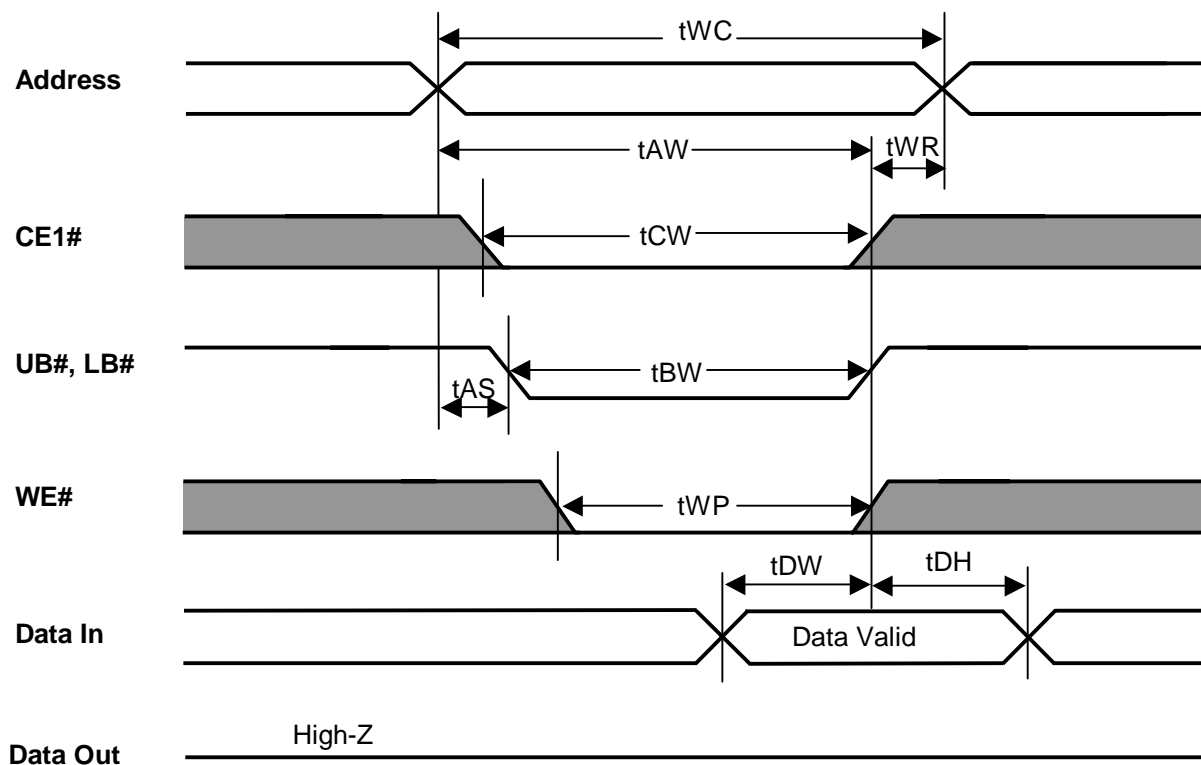 tWC
Address
tAW
tWR
CE1#
tCW
UB#, LB#
tBW
tAS
WE#
tWP
tDW
tDH
Data In
Data Valid
High-Z
Data Out